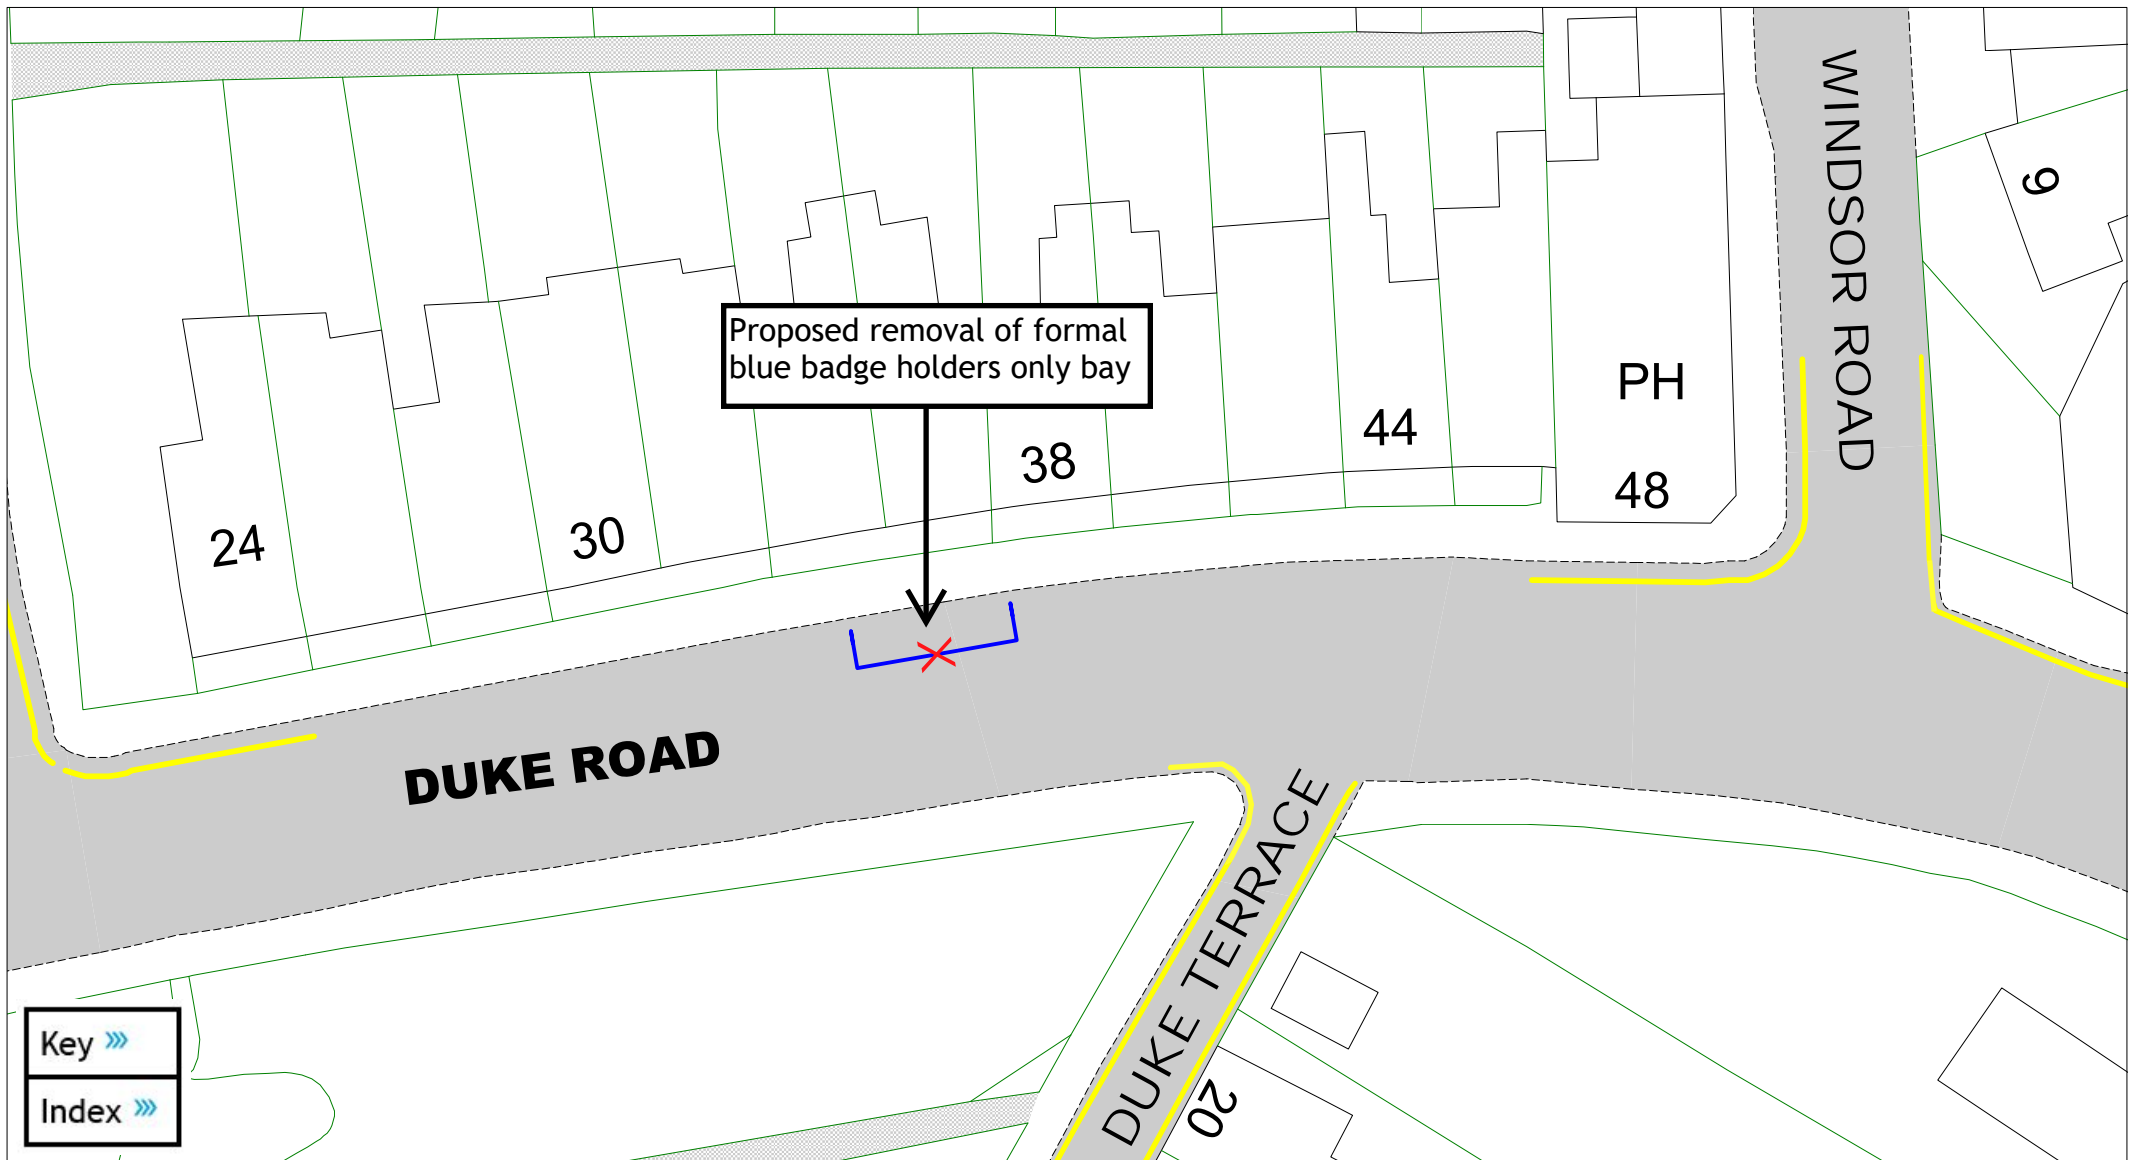 WINDSOR ROAD
9
Proposed removal of formal
blue badge holders only bay
PH
44
38
48
30
24
DUKE ROAD
DUKE TERRACE
20
Key
Index